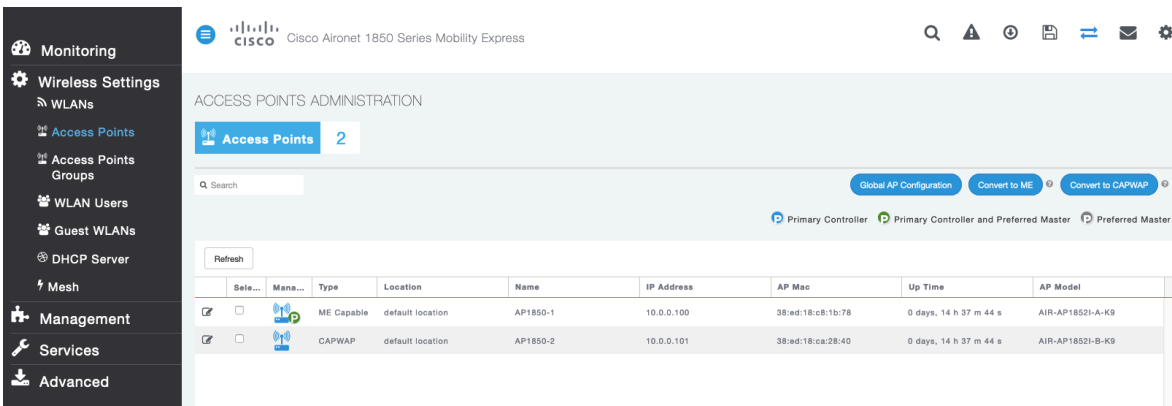 Monitoring
Wireless Settings
WLANs
Access Points
Access Points
Groups
WLAN Users
Guest WLANs
DHCP Server
Mesh
Management
Services
Advanced
CISCO Cisco Aironet 1850 Series Mobility Express
ACCESS POINTS ADMINISTRATION
Access Points 2
Search
Global AP Configuration Convert to ME ? Convert to CAPWAP ?
P Primary Controller P Primary Controller and Preferred Master P Preferred Master
Refresh
Sele... Mana... Type Location Name IP Address AP Mac Up Time AP Model
P ME Capable default location AP1850-1 10.0.0.100 38:ed:18:c8:1b:78 0 days, 14 h 37 m 44 s AIR-AP1852I-A-K9
CAPWAP default location AP1850-2 10.0.0.101 38:ed:18:ca:28:40 0 days, 14 h 37 m 44 s AIR-AP1852I-B-K9